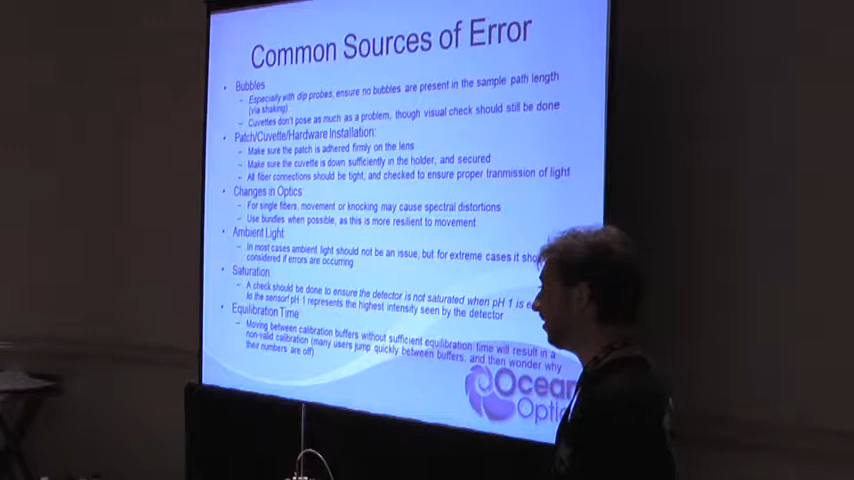 Common Sources of Error
• Bubbles
– Especially with dip probes, ensure no bubbles are present in the sample path length
(via shaking)
– Cuvettes don't pose as much as a problem, though visual check should still be done
• Patch/Cuvette/Hardware Installation:
– Make sure the patch is adhered firmly on the lens
– Make sure the cuvette is down sufficiently in the holder, and secured
– All fiber connections should be tight, and checked to ensure proper tranmission of light
• Changes in Optics
– For single fibers, movement or knocking may cause spectral distortions
– Use bundles when possible, as this is more resilient to movement
• Ambient Light
– In most cases ambient light should not be an issue, but for extreme cases it sho
considered if errors are occurring
• Saturation
– A check should be done to ensure the detector is not saturated when pH 1 is e
to the sensor! pH 1 represents the highest intensity seen by the detector
• Equilibration Time
– Moving between calibration buffers without sufficient equilibration time will result in a
non-valid calibration (many users jump quickly between buffers, and then wonder why
their numbers are off)
Ocean
Optic